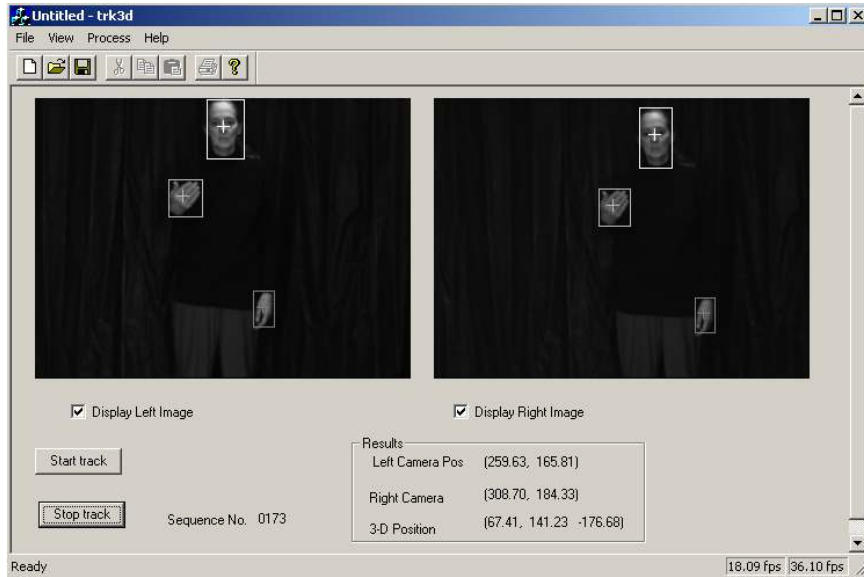 Untitled - trk3d
File View Process Help
Display Left Image
Display Right Image
Start track
Stop track
Sequence No. 0173
Results
Left Camera Pos (259.63, 165.81)
Right Camera (308.70, 184.33)
3-D Position (67.41, 141.23 -176.68)
Ready
18.09 fps 36.10 fps